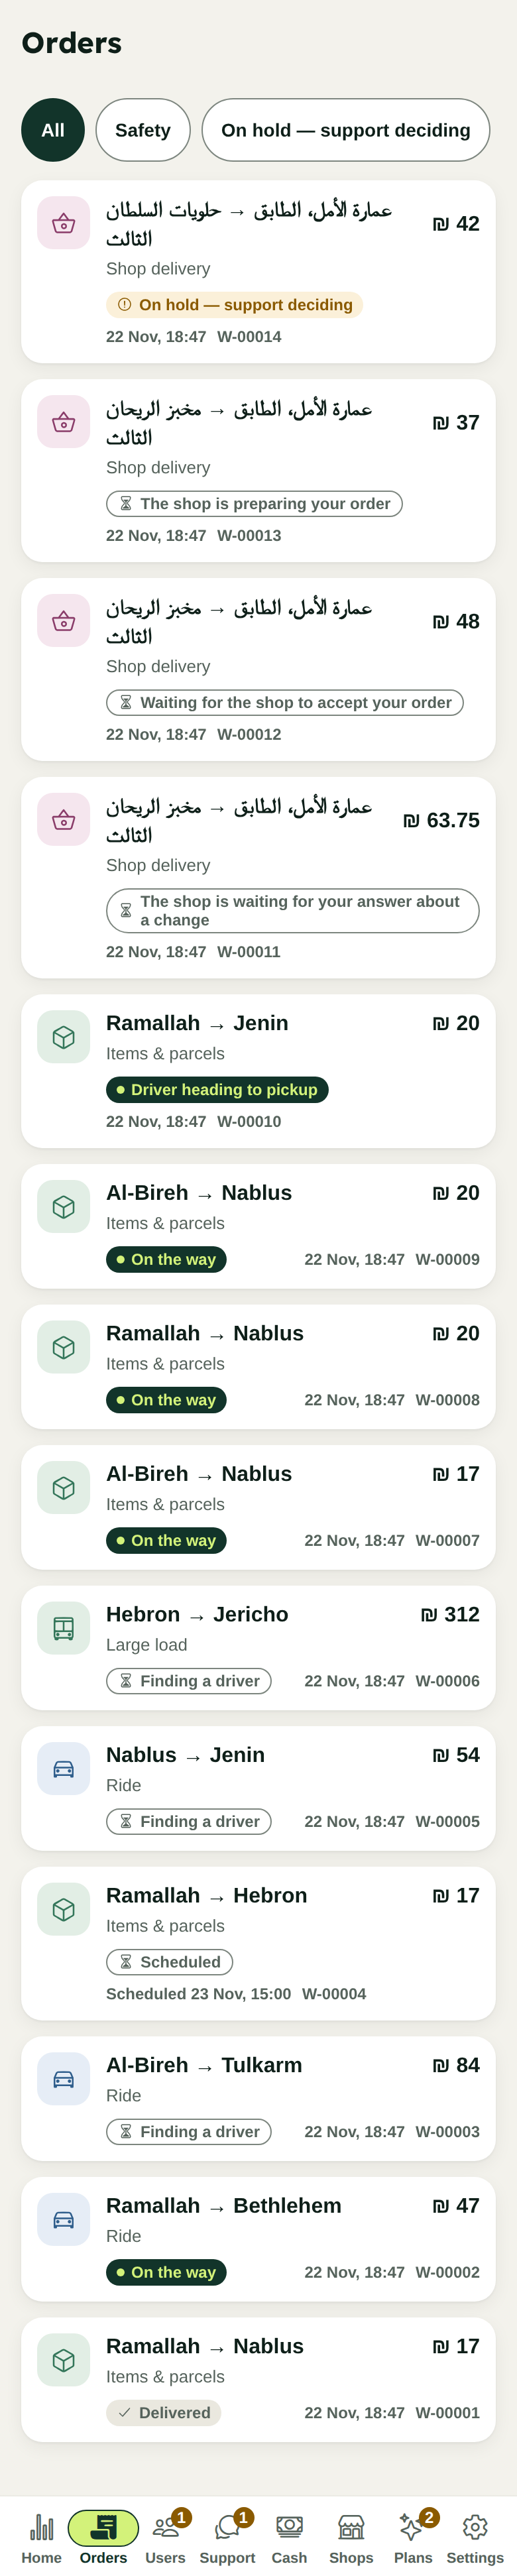 Orders
All
Safety
On hold — support deciding
حلويات السلطان → عمارة الأمل، الطابق
الثالث
₪ 42
Shop delivery
On hold — support deciding
22 Nov, 18:47 W-00014
مخبز الريحان → عمارة الأمل، الطابق
الثالث
₪ 37
Shop delivery
The shop is preparing your order
22 Nov, 18:47 W-00013
مخبز الريحان → عمارة الأمل، الطابق
الثالث
₪ 48
Shop delivery
Waiting for the shop to accept your order
22 Nov, 18:47 W-00012
مخبز الريحان → عمارة الأمل، الطابق
الثالث
₪ 63.75
Shop delivery
The shop is waiting for your answer about
a change
22 Nov, 18:47 W-00011
Ramallah → Jenin
₪ 20
Items & parcels
Driver heading to pickup
22 Nov, 18:47 W-00010
Al-Bireh → Nablus
₪ 20
Items & parcels
On the way
22 Nov, 18:47 W-00009
Ramallah → Nablus
₪ 20
Items & parcels
On the way
22 Nov, 18:47 W-00008
Al-Bireh → Nablus
₪ 17
Items & parcels
On the way
22 Nov, 18:47 W-00007
Hebron → Jericho
₪ 312
Large load
Finding a driver
22 Nov, 18:47 W-00006
Nablus → Jenin
₪ 54
Ride
Finding a driver
22 Nov, 18:47 W-00005
Ramallah → Hebron
₪ 17
Items & parcels
Scheduled
Scheduled 23 Nov, 15:00 W-00004
Al-Bireh → Tulkarm
₪ 84
Ride
Finding a driver
22 Nov, 18:47 W-00003
Ramallah → Bethlehem
₪ 47
Ride
On the way
22 Nov, 18:47 W-00002
Ramallah → Nablus
₪ 17
Items & parcels
Delivered
22 Nov, 18:47 W-00001
1
1
2
Home
Orders
Users
Support
Cash
Shops
Plans
Settings